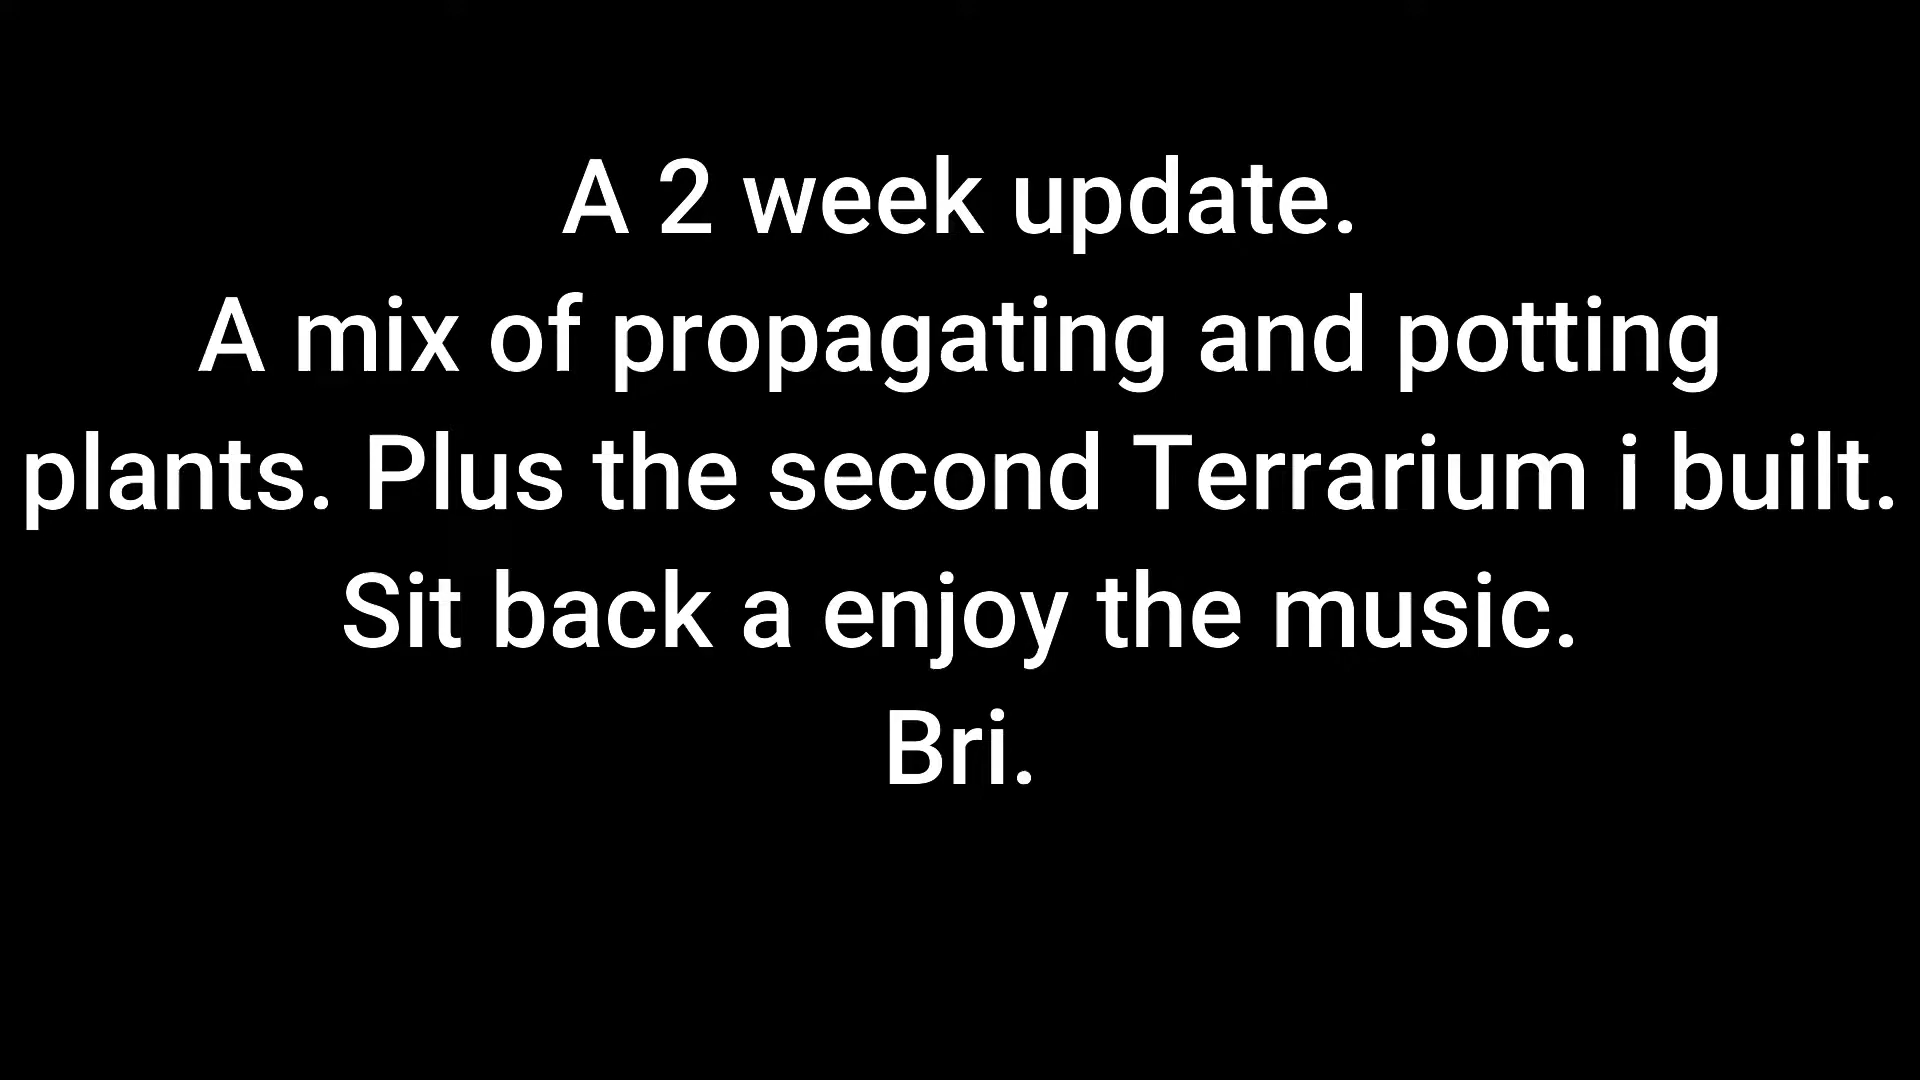 A 2 week update.
A mix of propagating and potting
plants. Plus the second Terrarium i built.
Sit back a enjoy the music.
Bri.